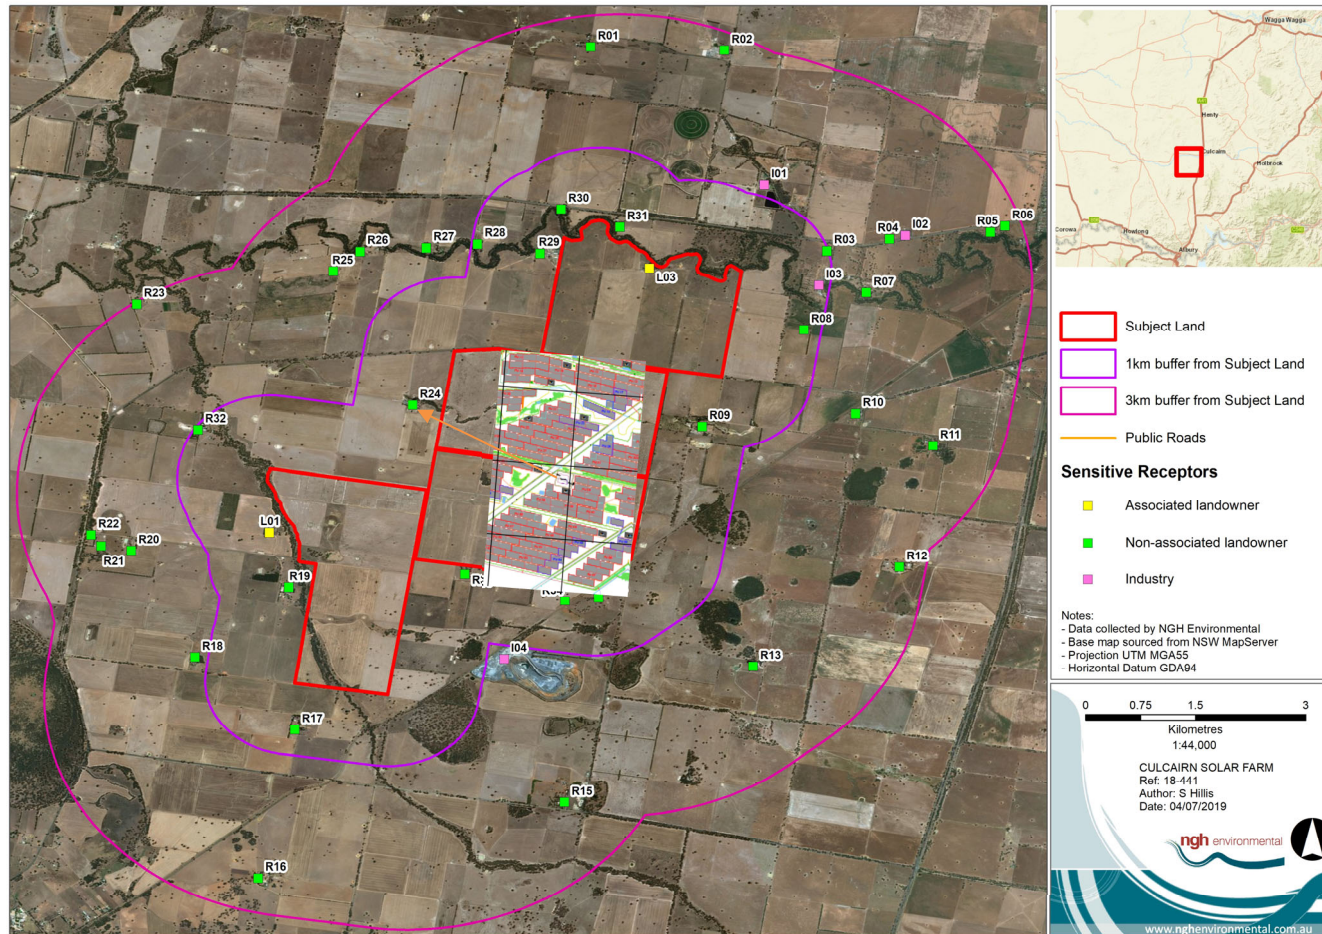 R01
R02
I01
R30
R31
R28
R27
R26
R25
R29
L03
R03
R04
I02
R05
R06
I03
R07
R08
R23
R24
R32
R09
R10
R11
L01
R22
R21
R20
R19
R12
R18
I04
R13
R17
R15
R16
Wagga Wagga
Henty
Culcairn
Holbrook
Corowa
Howlong
Albury
Subject Land
1km buffer from Subject Land
3km buffer from Subject Land
Public Roads
Sensitive Receptors
Associated landowner
Non-associated landowner
Industry
Notes:
- Data collected by NGH Environmental
- Base map sourced from NSW MapServer
- Projection UTM MGA55
- Horizontal Datum GDA94
0 0.75 1.5 3
Kilometres
1:44,000
CULCAIRN SOLAR FARM
Ref: 18-441
Author: S Hillis
Date: 04/07/2019
ngh environmental
www.nghenvironmental.com.au